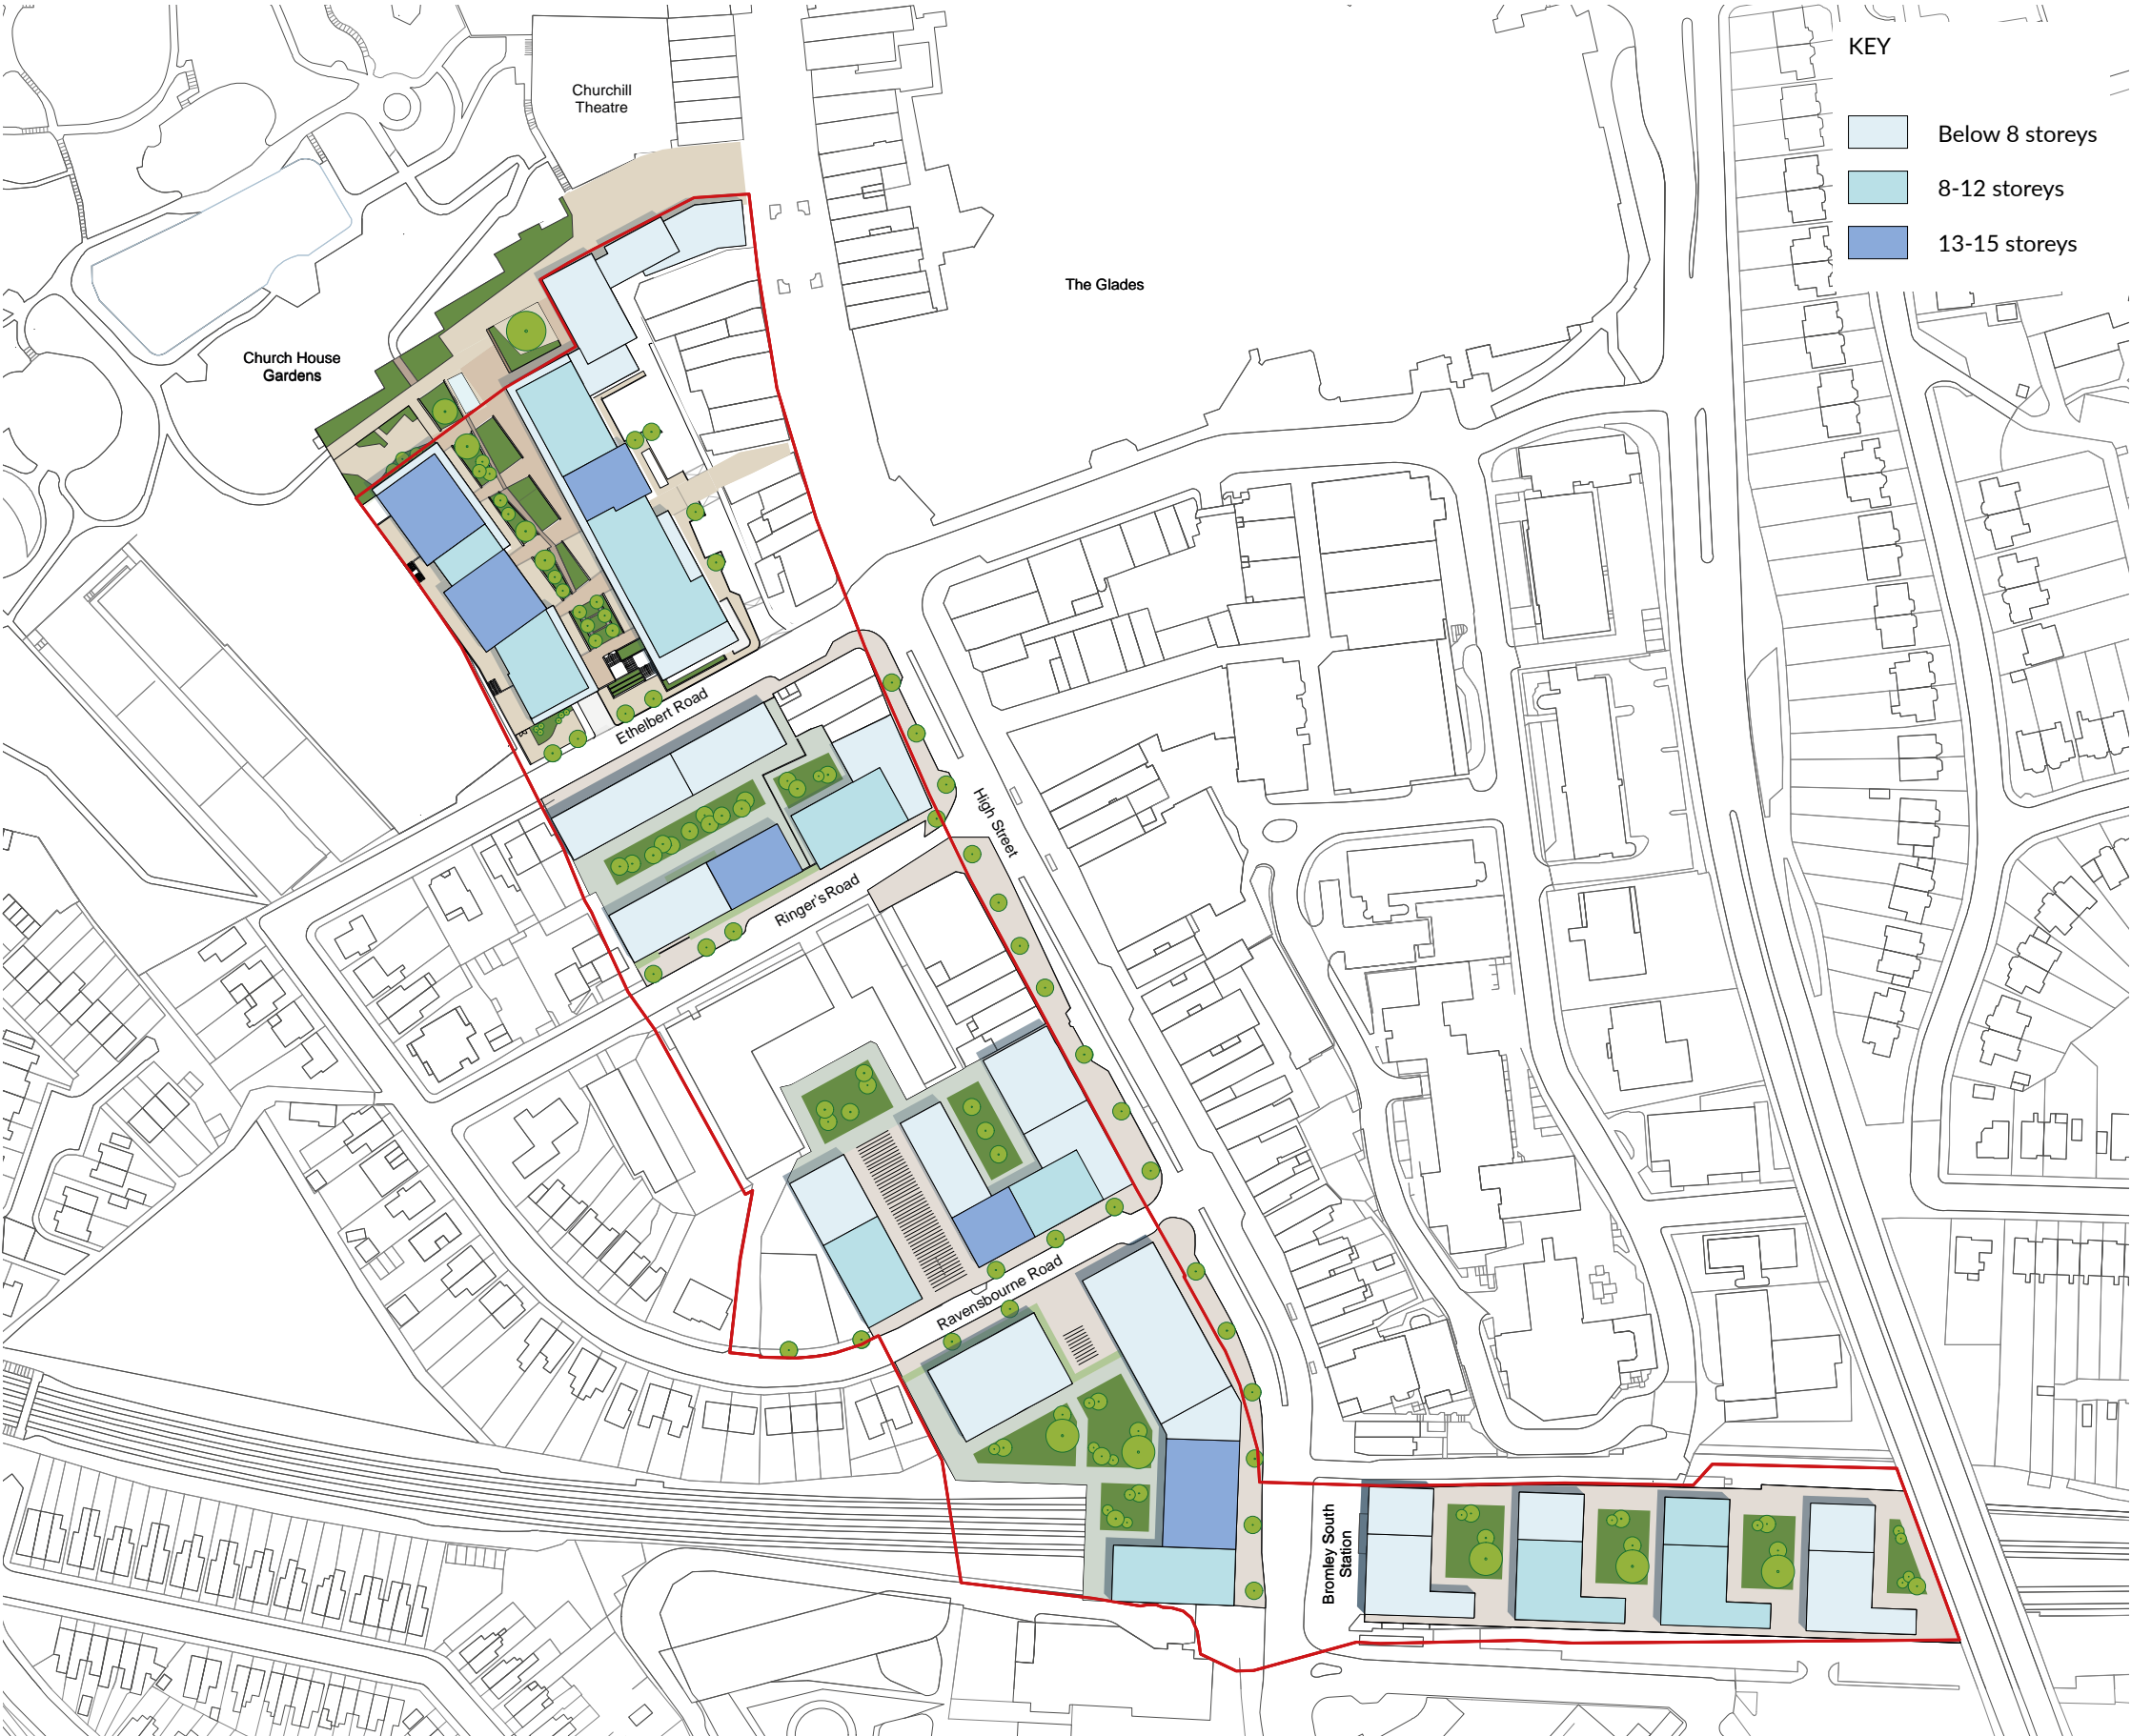 KEY
Below 8 storeys
8-12 storeys
13-15 storeys
Churchill
Theatre
The Glades
Church House
Gardens
Ethelbert Road
High Street
Ringer's Road
Ravensbourne Road
Bromley South
Station